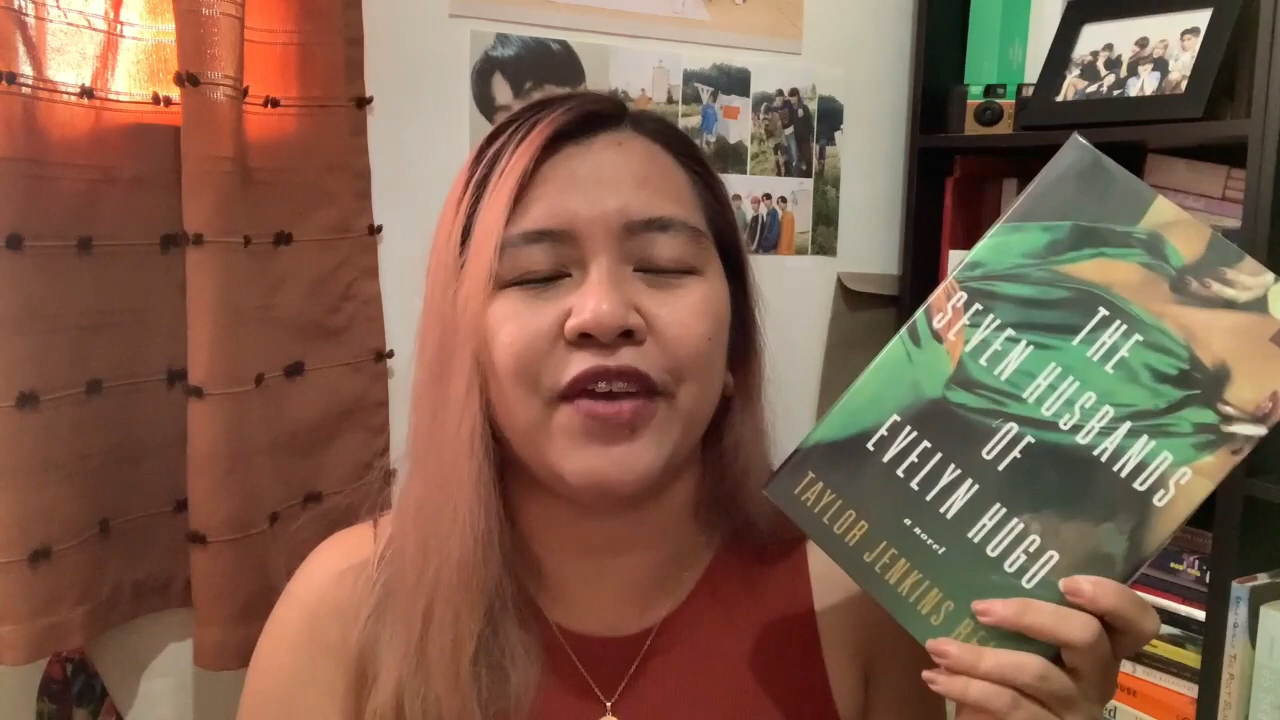 THE
SEVEN HUSBANDS
OF
EVELYN HUGO
a novel
TAYLOR JENKINS